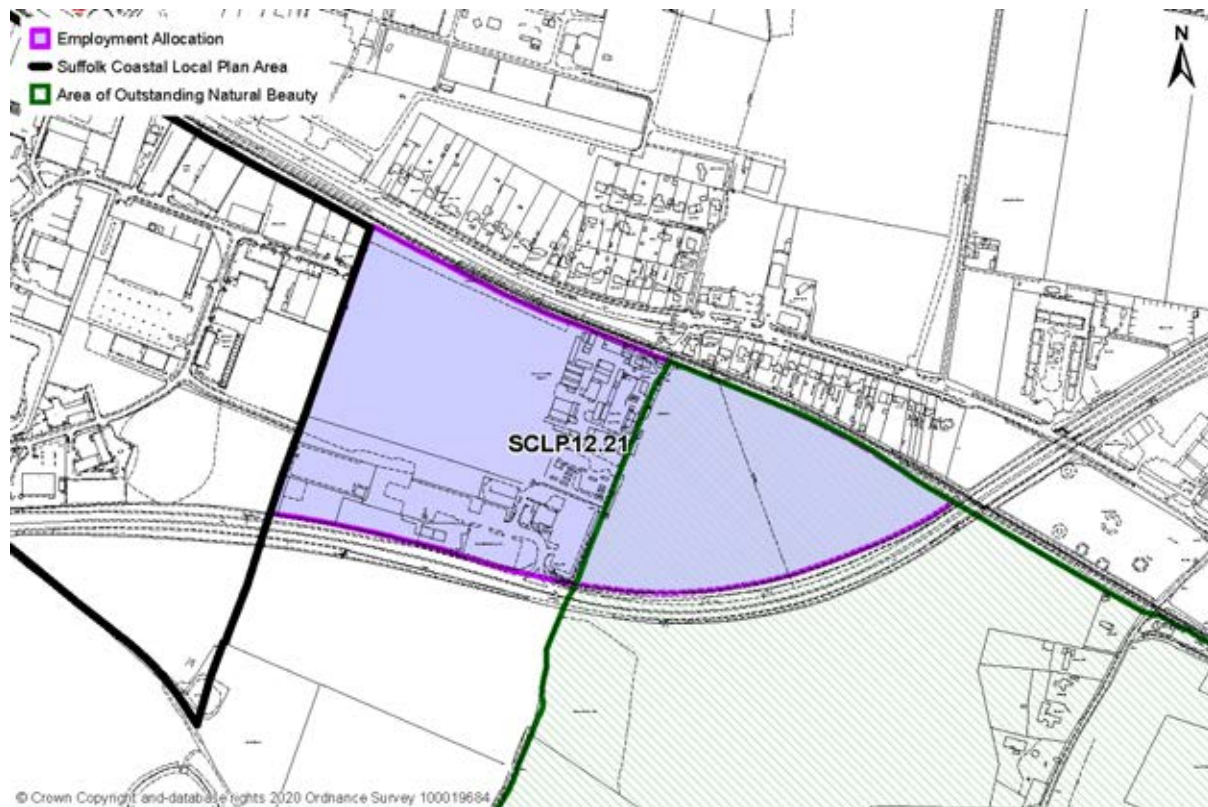 Employment Allocation
Suffolk Coastal Local Plan Area
Area of Outstanding Natural Beauty
N
SCLP12.21
© Crown Copyright and database rights 2020 Ordnance Survey 100019684